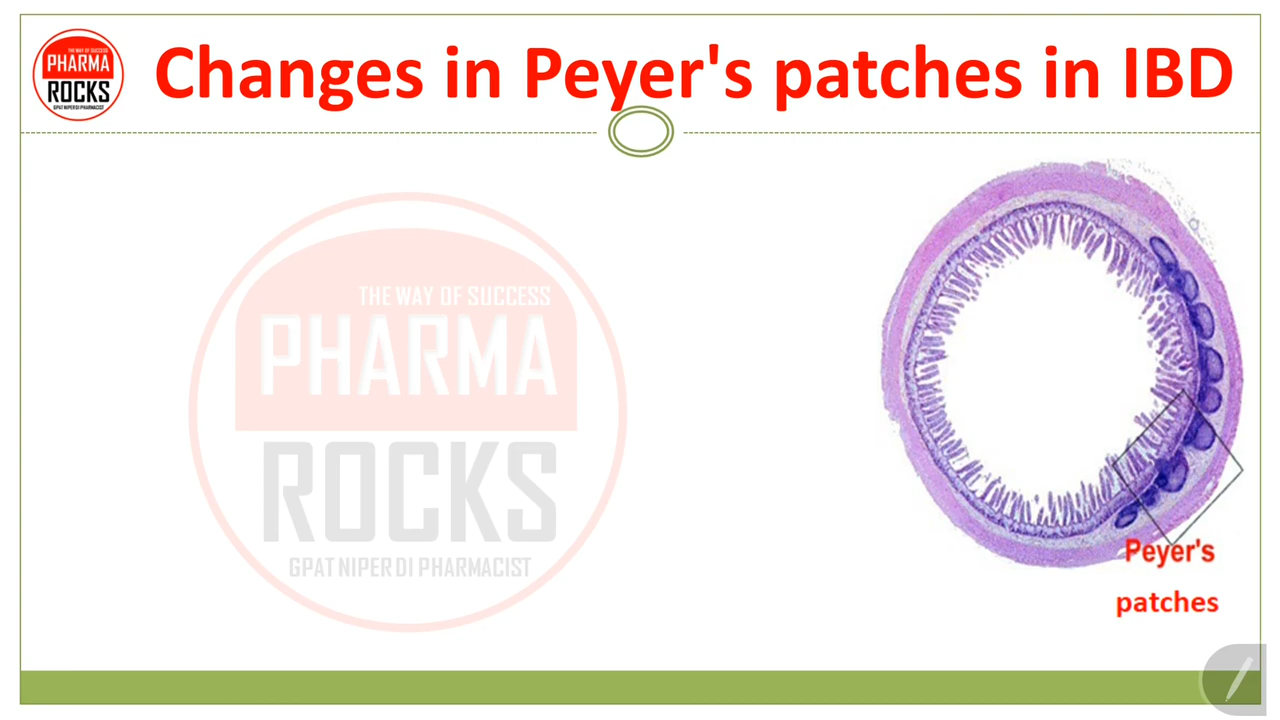 THE WAY OF SUCCESS
PHARMA
ROCKS
GPAT NIPER DI PHARMACIST
Changes in Peyer's patches in IBD
THE WAY OF SUCCESS
PHARMA
ROCKS
GPAT NIPER DI PHARMACIST
Peyer's
patches